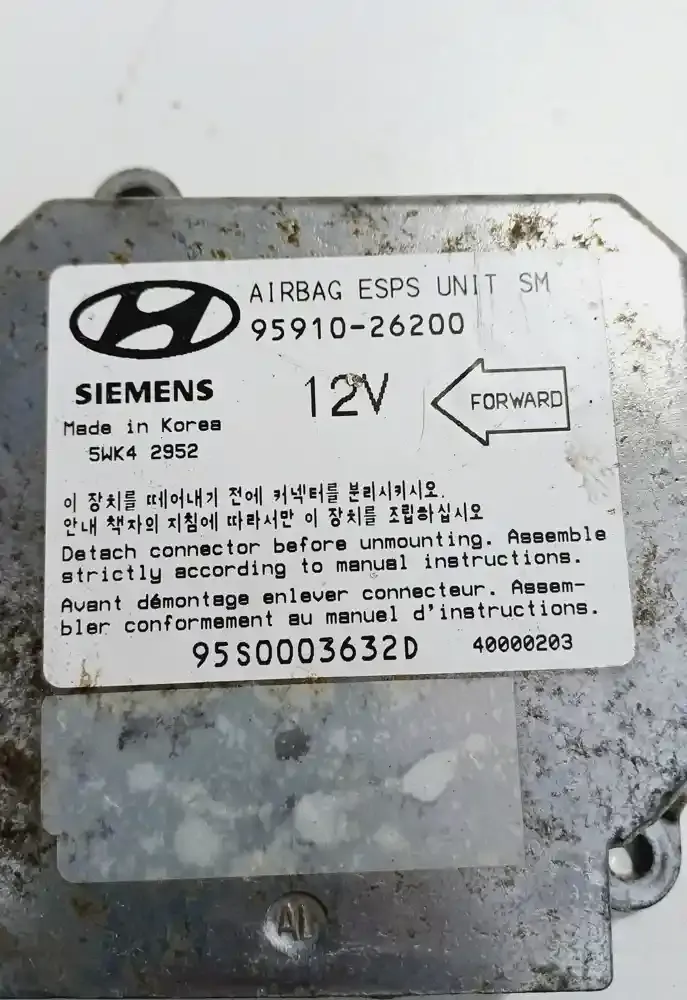 AIRBAG ESPS UNIT SM
95910-26200
SIEMENS
12V
FORWARD
Made in Korea
5WK4 2952
이 장치를 떼어내기 전에 커넥터를 분리시키시오.
안내 책자의 지침에 따라서만 이 장치를 조립하십시오
Detach connector before unmounting. Assemble
strictly according to manual instructions.
Avant démontage enlever connecteur. Assem-
bler conformement au manuel d'instructions.
95S0003632D
40000203
AL